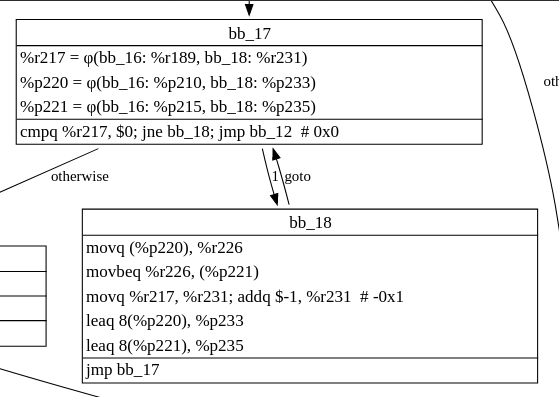 bb_17
%r217 = φ(bb_16: %r189, bb_18: %r231)
%p220 = φ(bb_16: %p210, bb_18: %p233)
%p221 = φ(bb_16: %p215, bb_18: %p235)
cmpq %r217, $0; jne bb_18; jmp bb_12  # 0x0
otherwise
1
goto
bb_18
movq (%p220), %r226
movbeq %r226, (%p221)
movq %r217, %r231; addq $-1, %r231  # -0x1
leaq 8(%p220), %p233
leaq 8(%p221), %p235
jmp bb_17